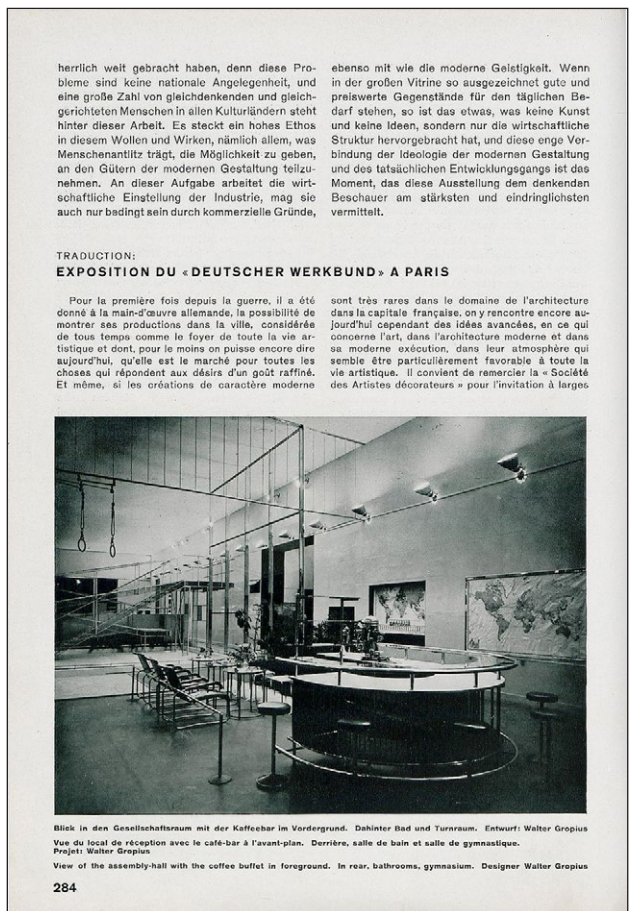 herrlich weit gebracht haben, denn diese Pro-
bleme sind keine nationale Angelegenheit, und
eine große Zahl von gleichdenkenden und gleich-
gerichteten Menschen in allen Kulturländern steht
hinter dieser Arbeit. Es steckt ein hohes Ethos
in diesem Wollen und Wirken, nämlich allem, was
Menschenantlitz trägt, die Möglichkeit zu geben,
an den Gütern der modernen Gestaltung teilzu-
nehmen. An dieser Aufgabe arbeitet die wirt-
schaftliche Einstellung der Industrie, mag sie
auch nur bedingt sein durch kommerzielle Gründe,
ebenso mit wie die moderne Geistigkeit. Wenn
in der großen Vitrine so ausgezeichnet gute und
preiswerte Gegenstände für den täglichen Be-
darf stehen, so ist das etwas, was keine Kunst
und keine Ideen, sondern nur die wirtschaftliche
Struktur hervorgebracht hat, und diese enge Ver-
bindung der Ideologie der modernen Gestaltung
und des tatsächlichen Entwicklungsgangs ist das
Moment, das diese Ausstellung dem denkenden
Beschauer am stärksten und eindringlichsten
vermittelt.
TRADUCTION:
EXPOSITION DU «DEUTSCHER WERKBUND» A PARIS
Pour la première fois depuis la guerre, il a été
donné à la main-d'œuvre allemande, la possibilité de
montrer ses productions dans la ville, considérée
de tous temps comme le foyer de toute la vie ar-
tistique et dont, pour le moins on puisse encore dire
aujourd'hui, qu'elle est le marché pour toutes les
choses qui répondent aux désirs d'un goût raffiné.
Et même, si les créations de caractère moderne
sont très rares dans le domaine de l'architecture
dans la capitale française, on y rencontre encore au-
jourd'hui cependant des idées avancées, en ce qui
concerne l'art, dans l'architecture moderne et dans
sa moderne exécution, dans leur atmosphère qui
semble être particulièrement favorable à toute la
vie artistique. Il convient de remercier la «Société
des Artistes décorateurs» pour l'invitation à larges
Blick in den Gesellschaftsraum mit der Kaffeebar im Vordergrund. Dahinter Bad und Turnraum. Entwurf: Walter Gropius
Vue du local de réception avec le café-bar à l'avant-plan. Derrière, salle de bain et salle de gymnastique.
Projet: Walter Gropius
View of the assembly-hall with the coffee buffet in foreground. In rear, bathrooms, gymnasium. Designer Walter Gropius
284